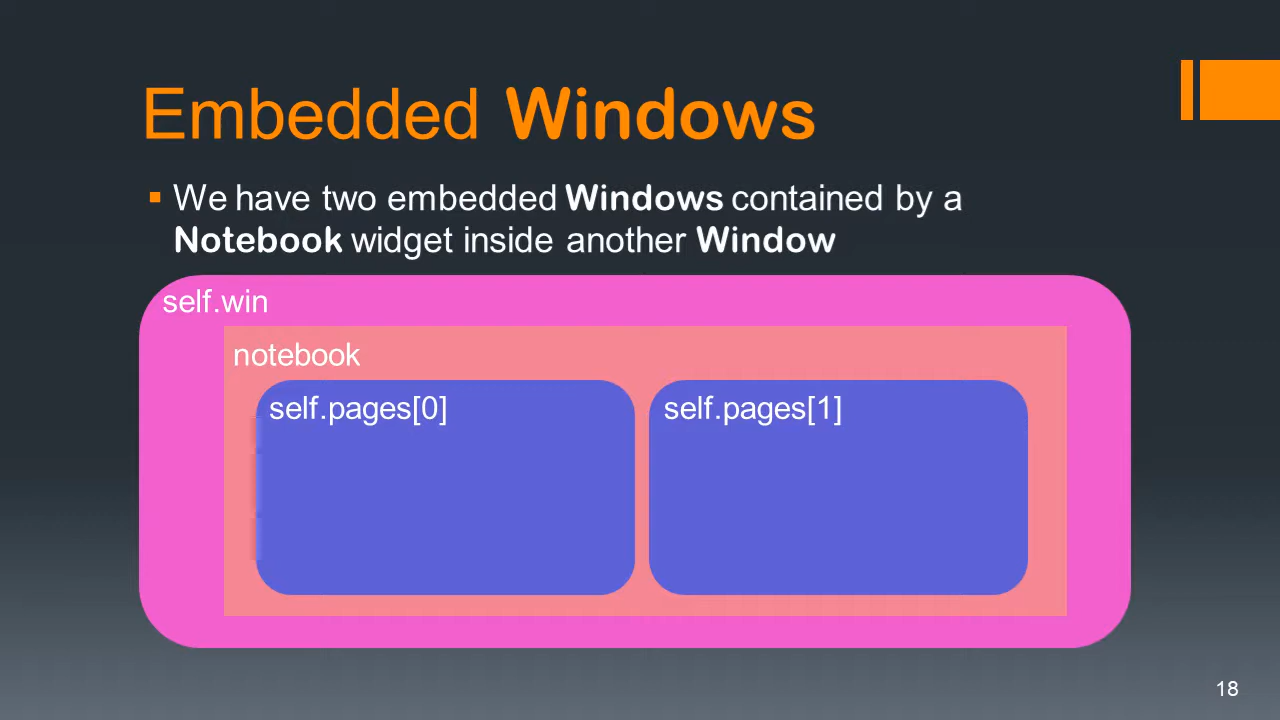 Embedded Windows
We have two embedded Windows contained by a
Notebook widget inside another Window
self.win
notebook
self.pages[0]
self.pages[1]
18